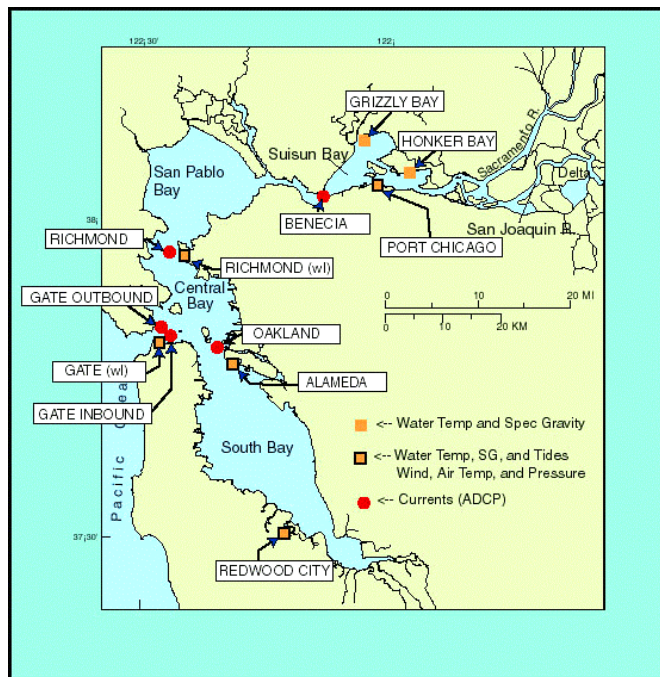 122¡30'
122¡
GRIZZLY BAY
HONKER BAY
Suisun Bay
Sacramento R.
San Pablo
Bay
Delta
BENECIA
38¡
San Joaquin R.
RICHMOND
PORT CHICAGO
RICHMOND (wl)
Central
Bay
GATE OUTBOUND
0 10 20 MI
0 10 20 KM
OAKLAND
GATE (wl)
ALAMEDA
GATE INBOUND
Pacific Ocean
<-- Water Temp and Spec Gravity
South Bay
<-- Water Temp, SG, and Tides
Wind, Air Temp, and Pressure
<-- Currents (ADCP)
37¡30'
REDWOOD CITY